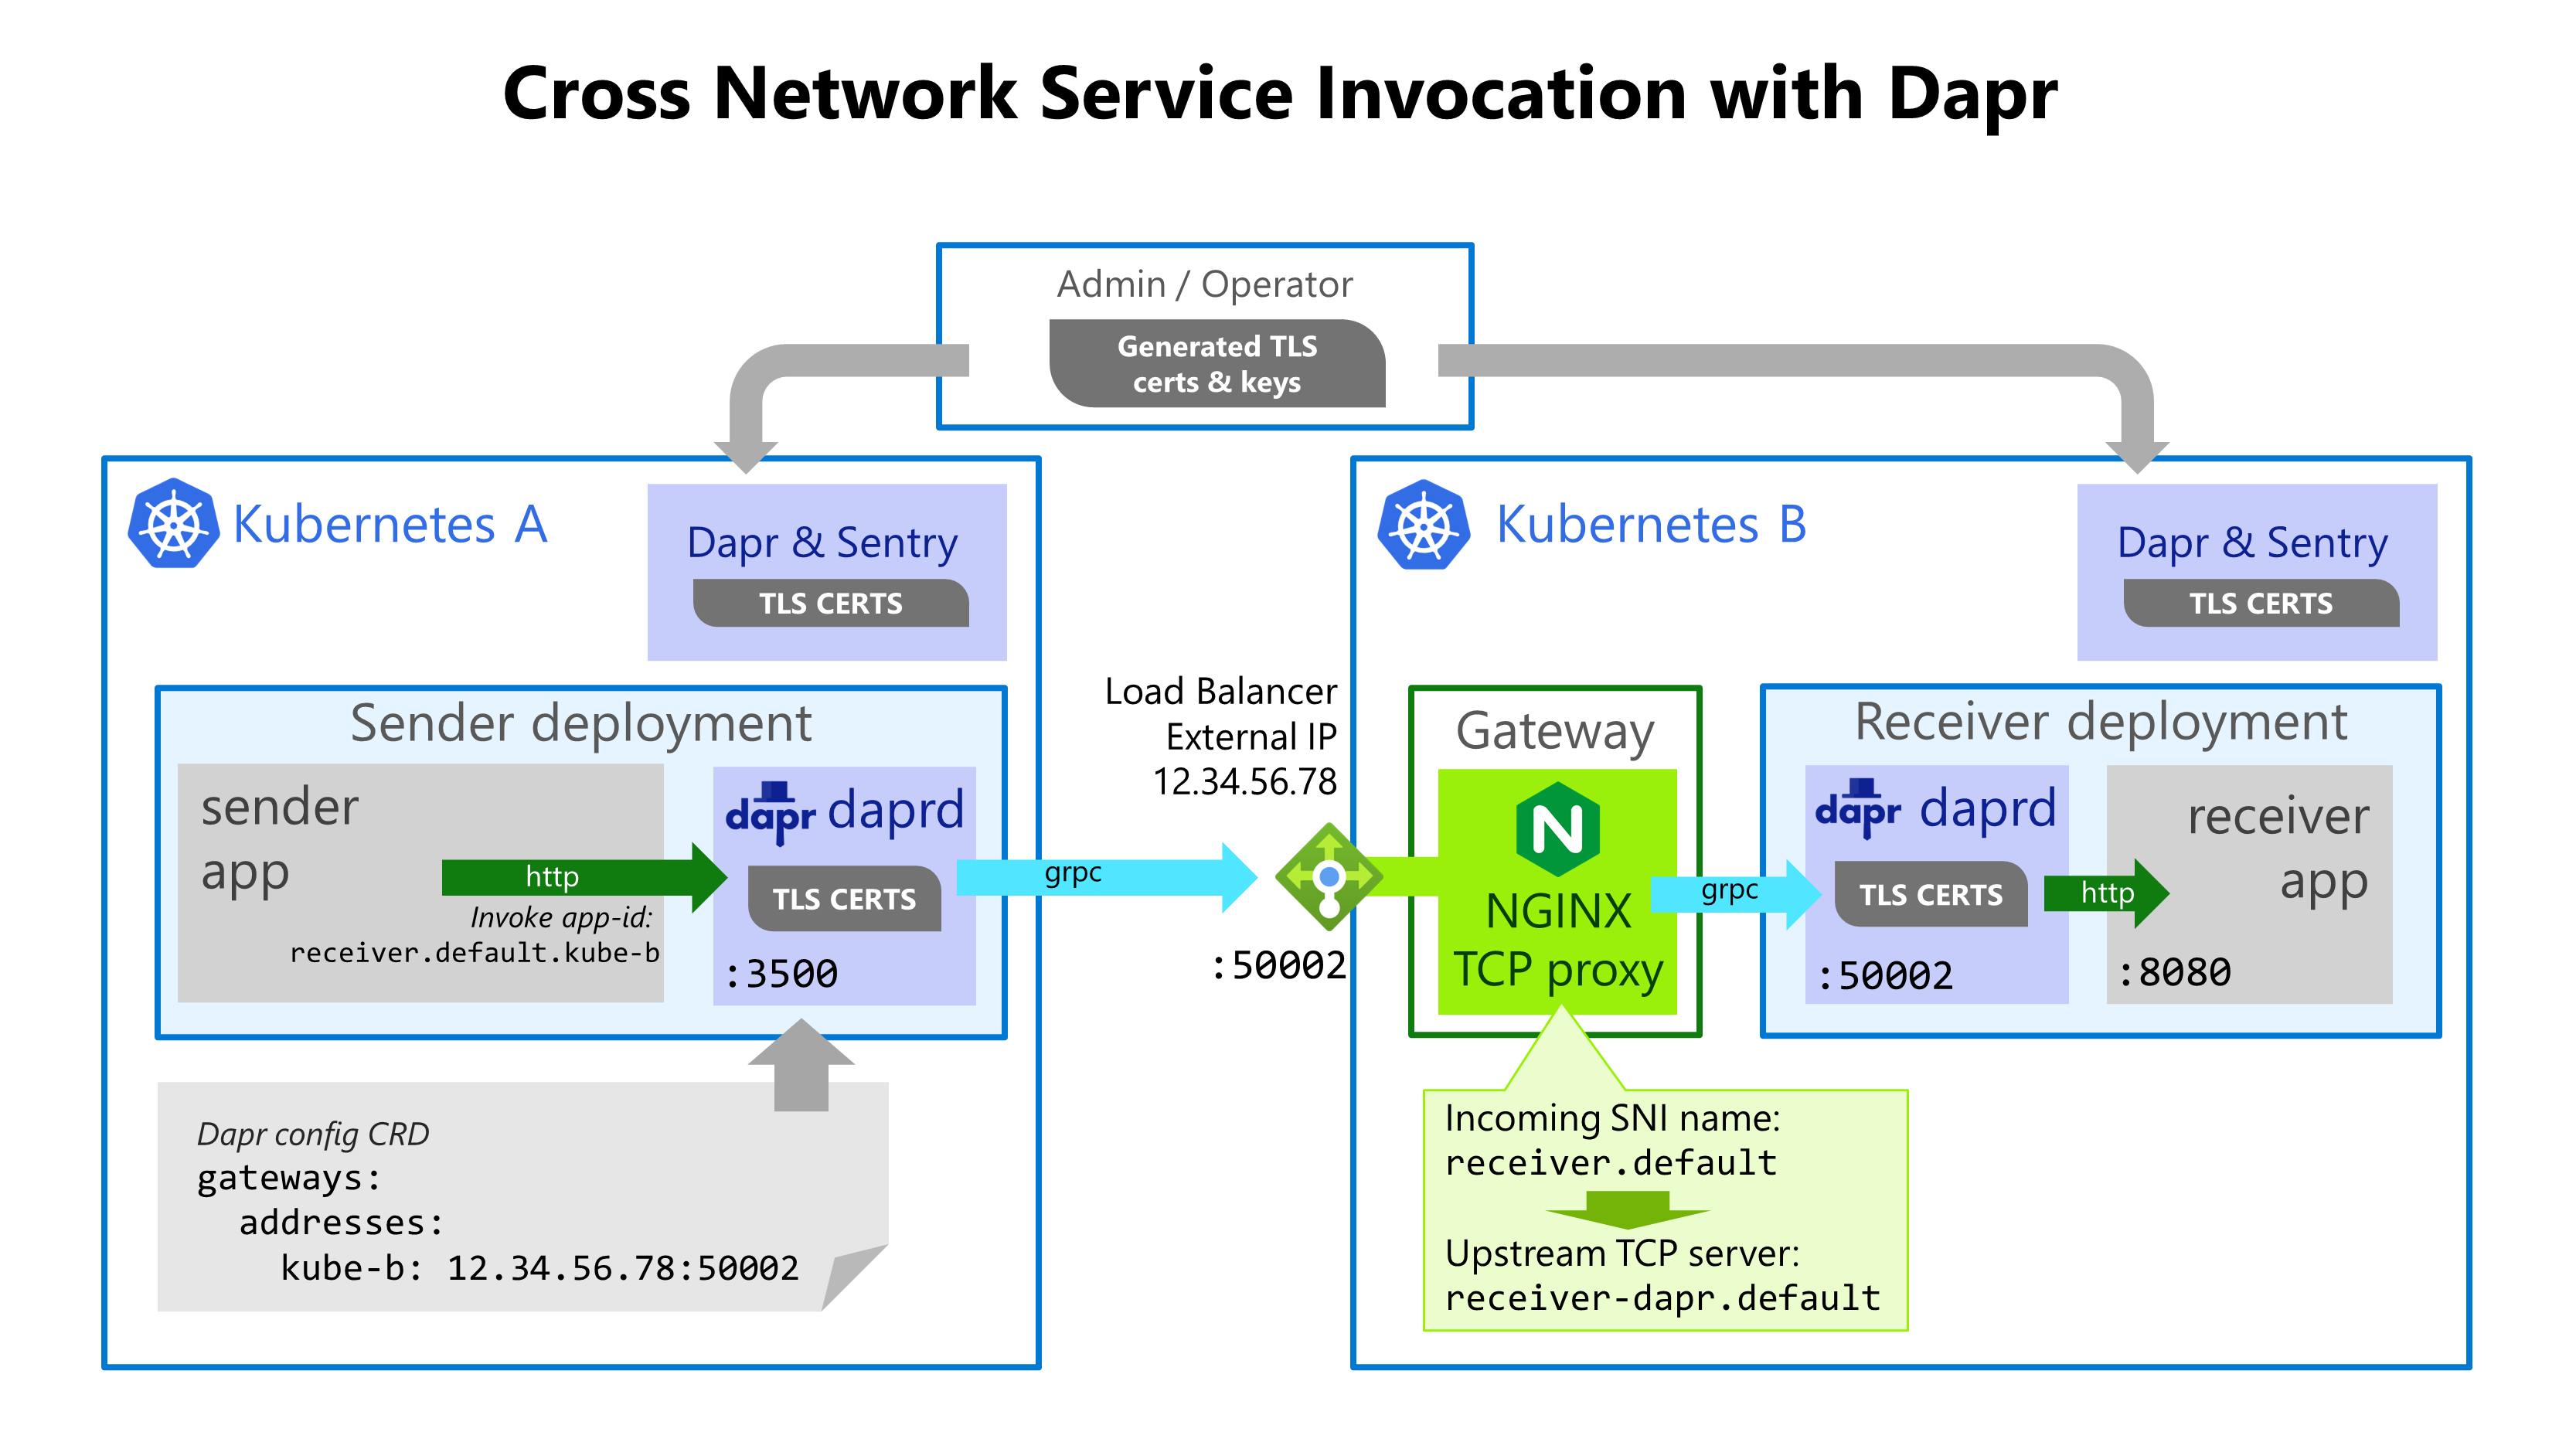 Cross Network Service Invocation with Dapr
Admin / Operator
Generated TLS
certs & keys
Kubernetes A
Dapr & Sentry
TLS CERTS
Sender deployment
sender
app
http
Invoke app-id:
receiver.default.kube-b
dapr daprd
TLS CERTS
:3500
grpc
Dapr config CRD
gateways:
addresses:
kube-b: 12.34.56.78:50002
Load Balancer
External IP
12.34.56.78
:50002
Kubernetes B
Dapr & Sentry
TLS CERTS
Gateway
N
NGINX
TCP proxy
grpc
Receiver deployment
dapr daprd
TLS CERTS
:50002
http
receiver
app
:8080
Incoming SNI name:
receiver.default
Upstream TCP server:
receiver-dapr.default